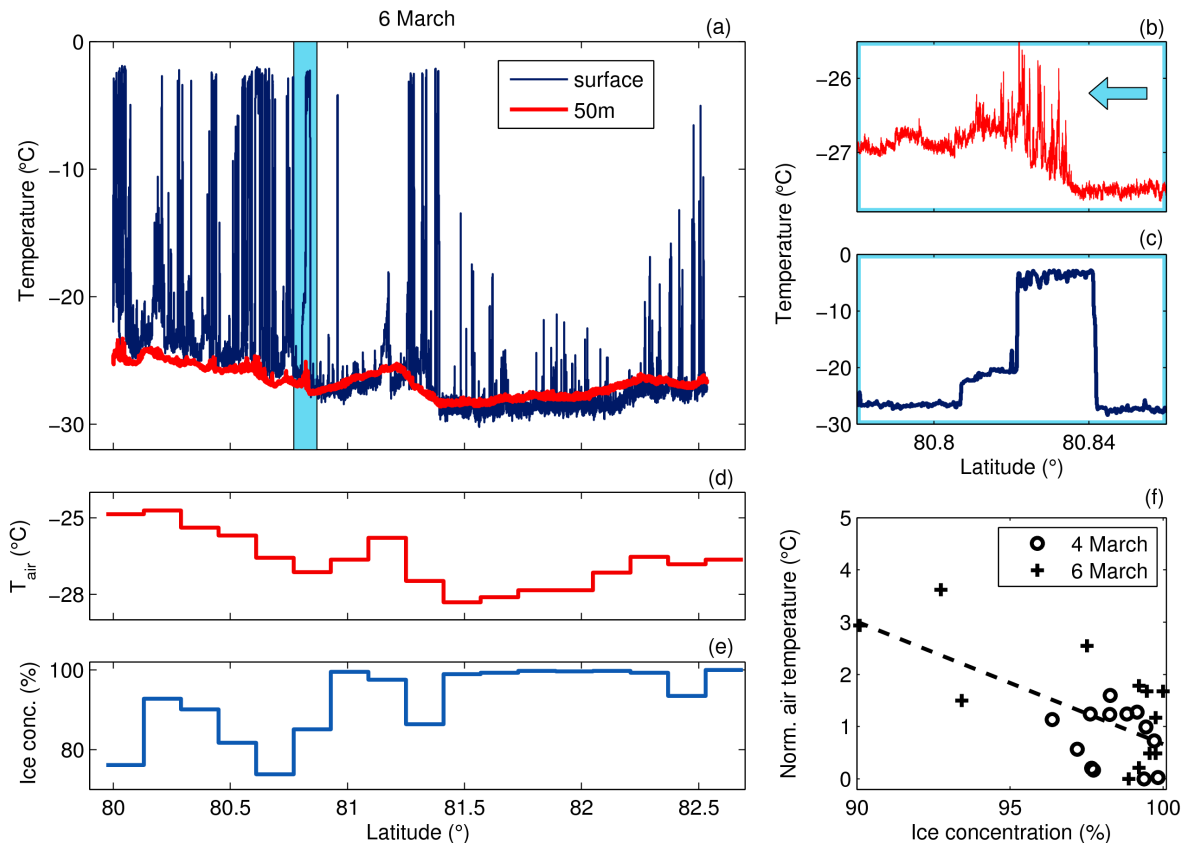 6 March
(a)
0
−10
−20
−30
Temperature (°C)
surface
50m
(b)
−26
−27
Temperature (°C)
(c)
0
−10
−20
−30
80.8
80.84
Latitude (°)
(d)
−25
−28
T_air (°C)
(e)
100
80
Ice conc. (%)
80
80.5
81
81.5
82
82.5
Latitude (°)
(f)
5
4
3
2
1
0
Norm. air temperature (°C)
4 March
6 March
90
95
100
Ice concentration (%)